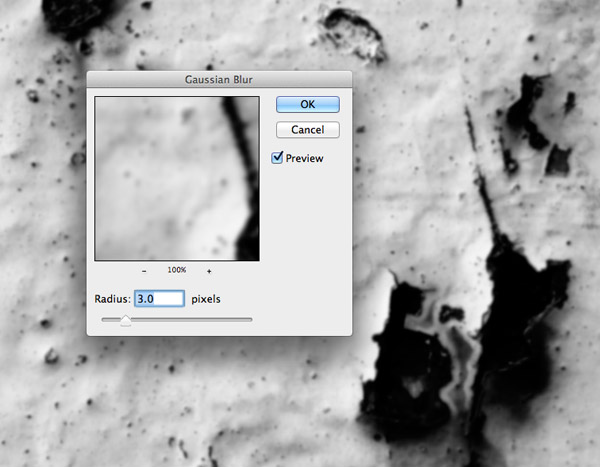 Gaussian Blur
OK
Cancel
Preview
- 100% +
Radius: 3.0 pixels